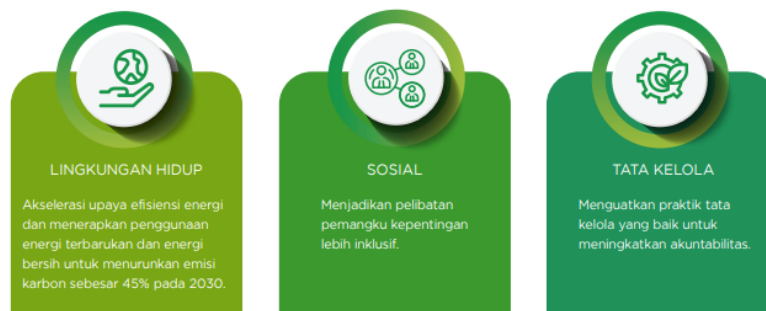 LINGKUNGAN HIDUP
Akselerasi upaya efisiensi energi
dan menerapkan penggunaan
energi terbarukan dan energi
bersih untuk menurunkan emisi
karbon sebesar 45% pada 2030.
SOSIAL
Menjadikan pelibatan
pemangku kepentingan
lebih inklusif.
TATA KELOLA
Menguatkan praktik tata
kelola yang baik untuk
meningkatkan akuntabilitas.